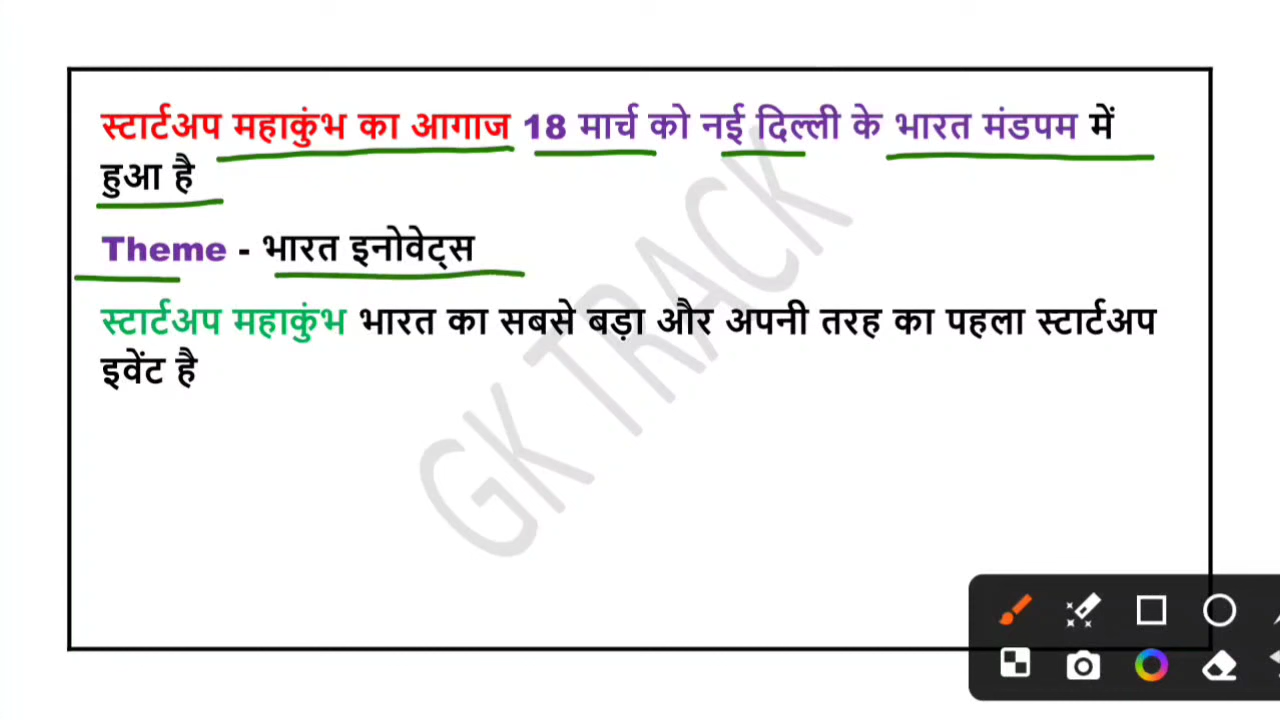 स्टार्टअप महाकुंभ का आगाज 18 मार्च को नई दिल्ली के भारत मंडपम में
हुआ है
Theme - भारत इनोवेट्स
स्टार्टअप महाकुंभ भारत का सबसे बड़ा और अपनी तरह का पहला स्टार्टअप
इवेंट है
GK TRACK